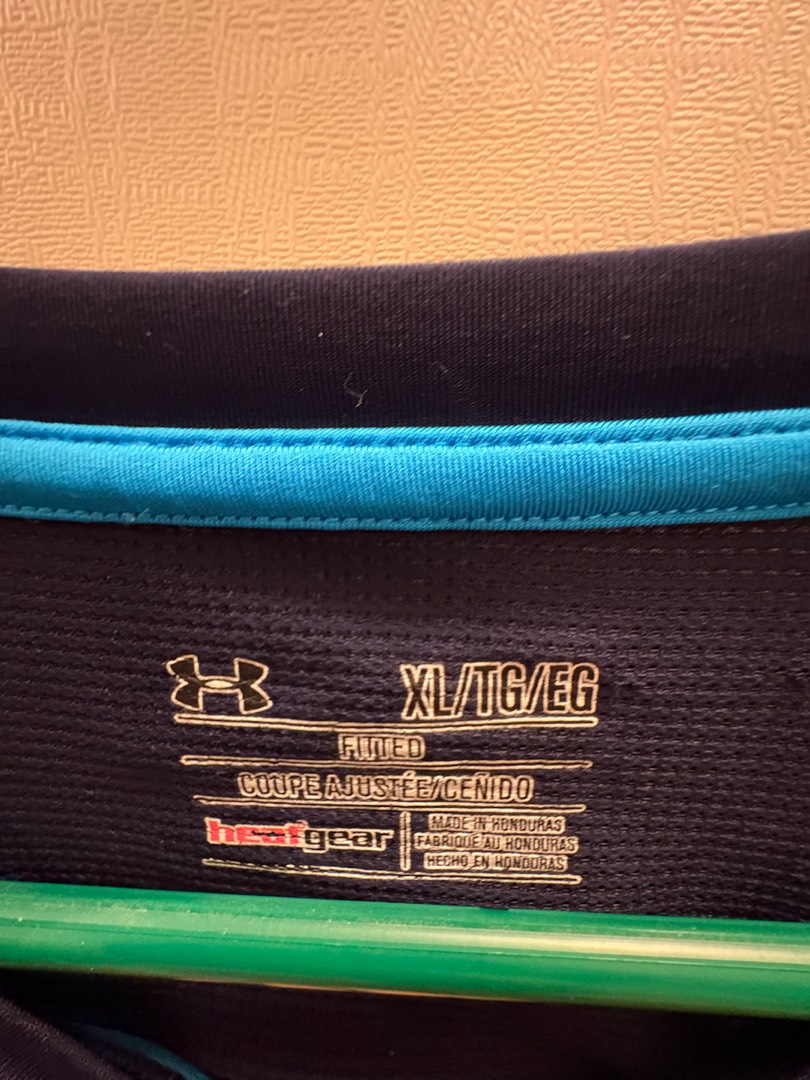 XL/TG/EG
FITTED
COUPE AJUSTÉE/CEÑIDO
heatgear
MADE IN HONDURAS
FABRIQUÉ AU HONDURAS
HECHO EN HONDURAS